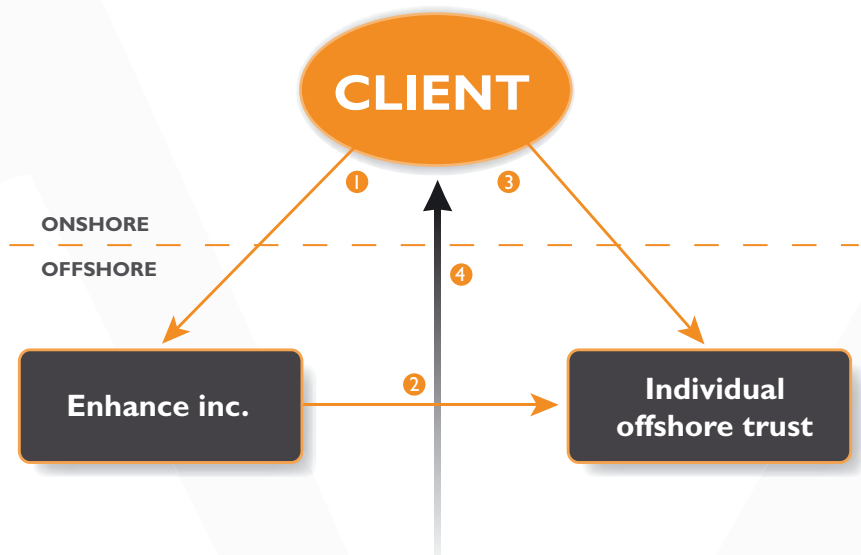 CLIENT
1
3
ONSHORE
OFFSHORE
4
2
Enhance inc.
Individual
offshore trust